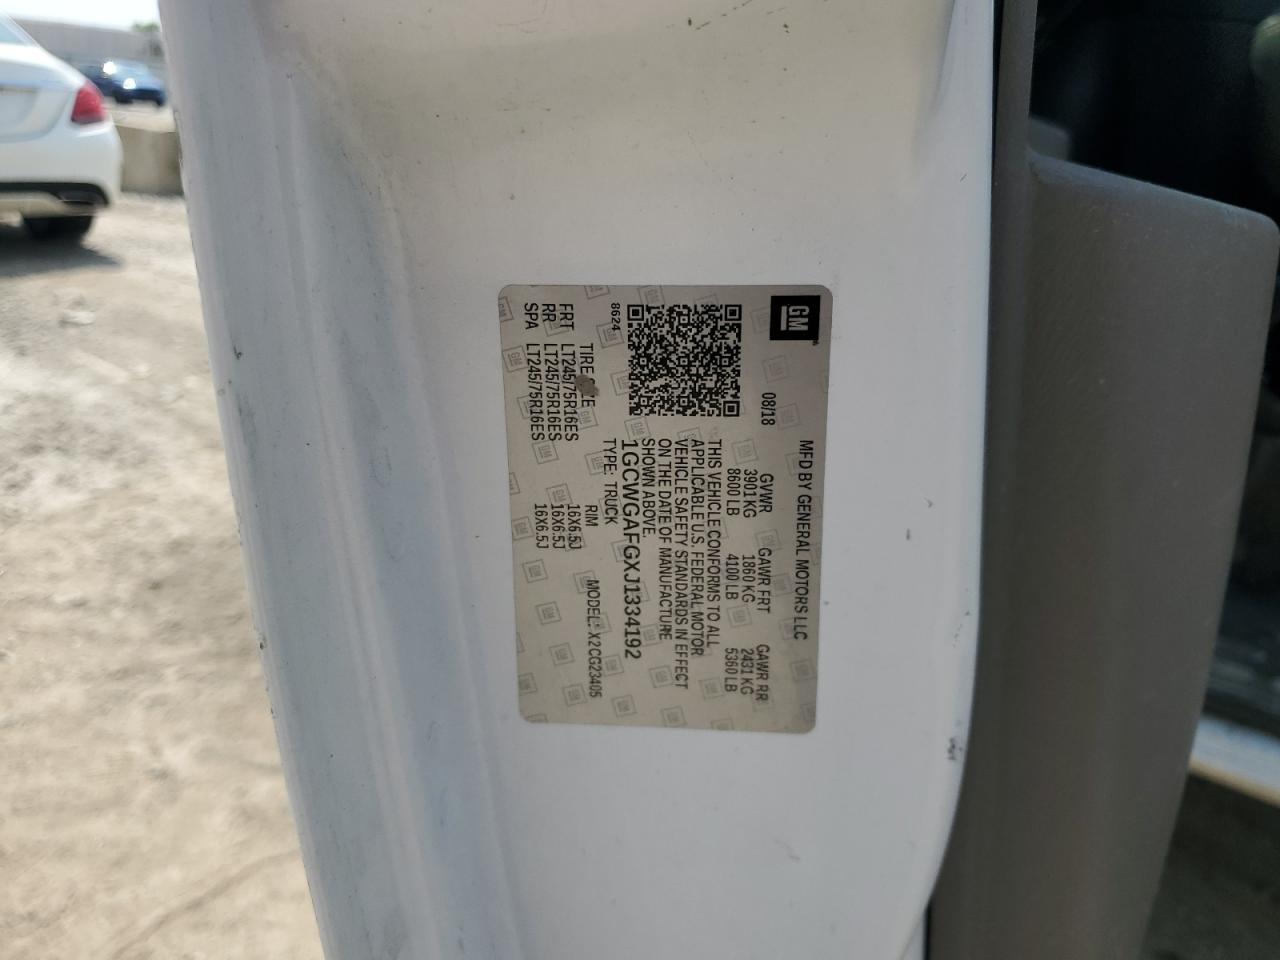 GM
MFD BY GENERAL MOTORS LLC
08/18
GVWR GAWR FRT GAWR RR
3901 KG 1860 KG 2431 KG
8600 LB 4100 LB 5360 LB
THIS VEHICLE CONFORMS TO ALL
APPLICABLE U.S. FEDERAL MOTOR
VEHICLE SAFETY STANDARDS IN EFFECT
ON THE DATE OF MANUFACTURE
SHOWN ABOVE.
1GCWGAFGXJ1334192
8624
TYPE: TRUCK MODEL: X2CG23405
TIRE RIM
FRT LT245/75R16ES 16X6.5J
RR LT245/75R16ES 16X6.5J
SPA LT245/75R16ES 16X6.5J